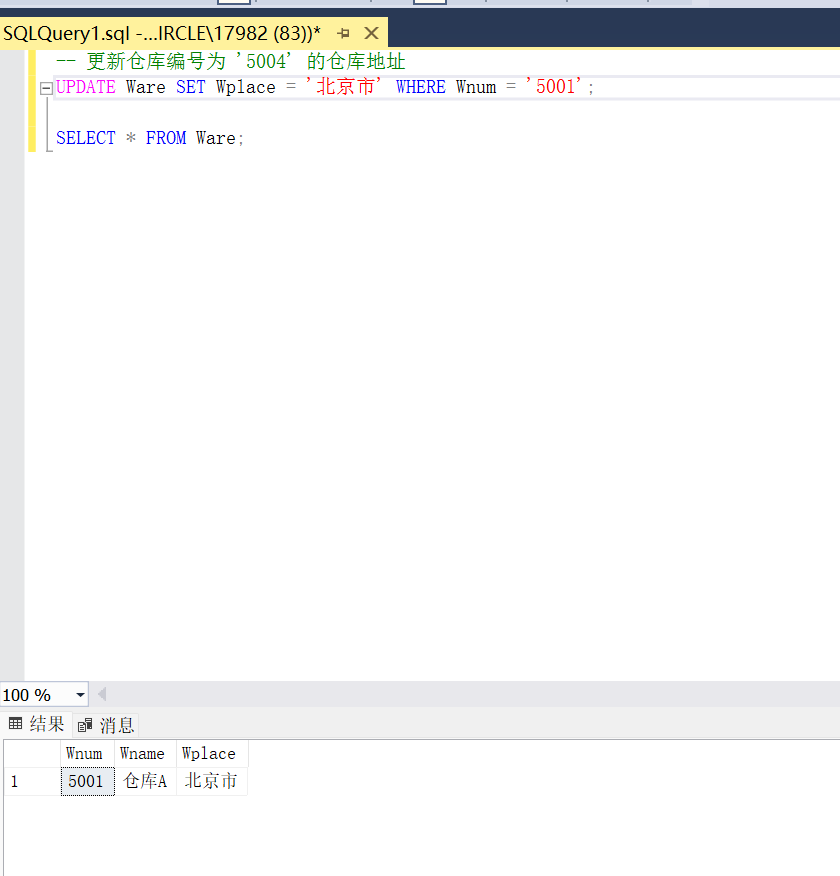 SQLQuery1.sql -...IRCLE\17982 (83))*
-- 更新仓库编号为 '5004' 的仓库地址
UPDATE Ware SET Wplace = '北京市' WHERE Wnum = '5001';
SELECT * FROM Ware;
100 %
结果 消息
Wnum Wname Wplace
1 5001 仓库A 北京市